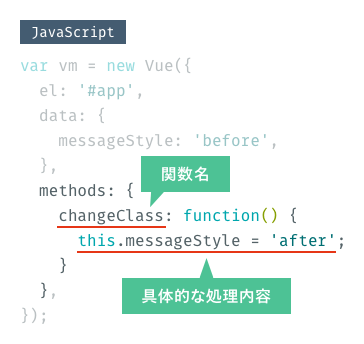 JavaScript
var vm = new Vue({
  el: '#app',
  data: {
    messageStyle: 'before',
  },
関数名
  methods: {
    changeClass: function() {
      this.messageStyle = 'after';
    }
  },
具体的な処理内容
});